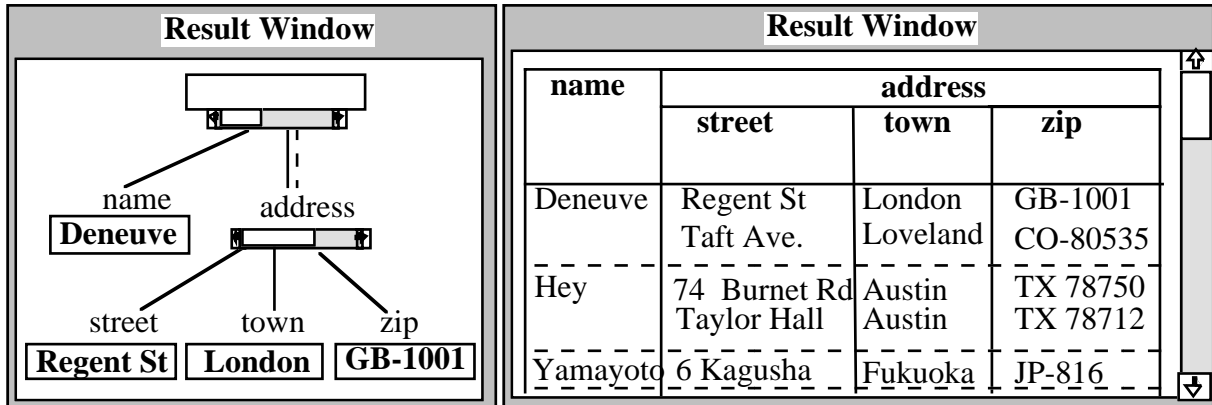 Result Window
name
address
Deneuve
street town zip
Regent St London GB-1001
Result Window
name address
street town zip
Deneuve Regent St London GB-1001
Taft Ave. Loveland CO-80535
Hey 74 Burnet Rd Austin TX 78750
Taylor Hall Austin TX 78712
Yamayoto 6 Kagusha Fukuoka JP-816